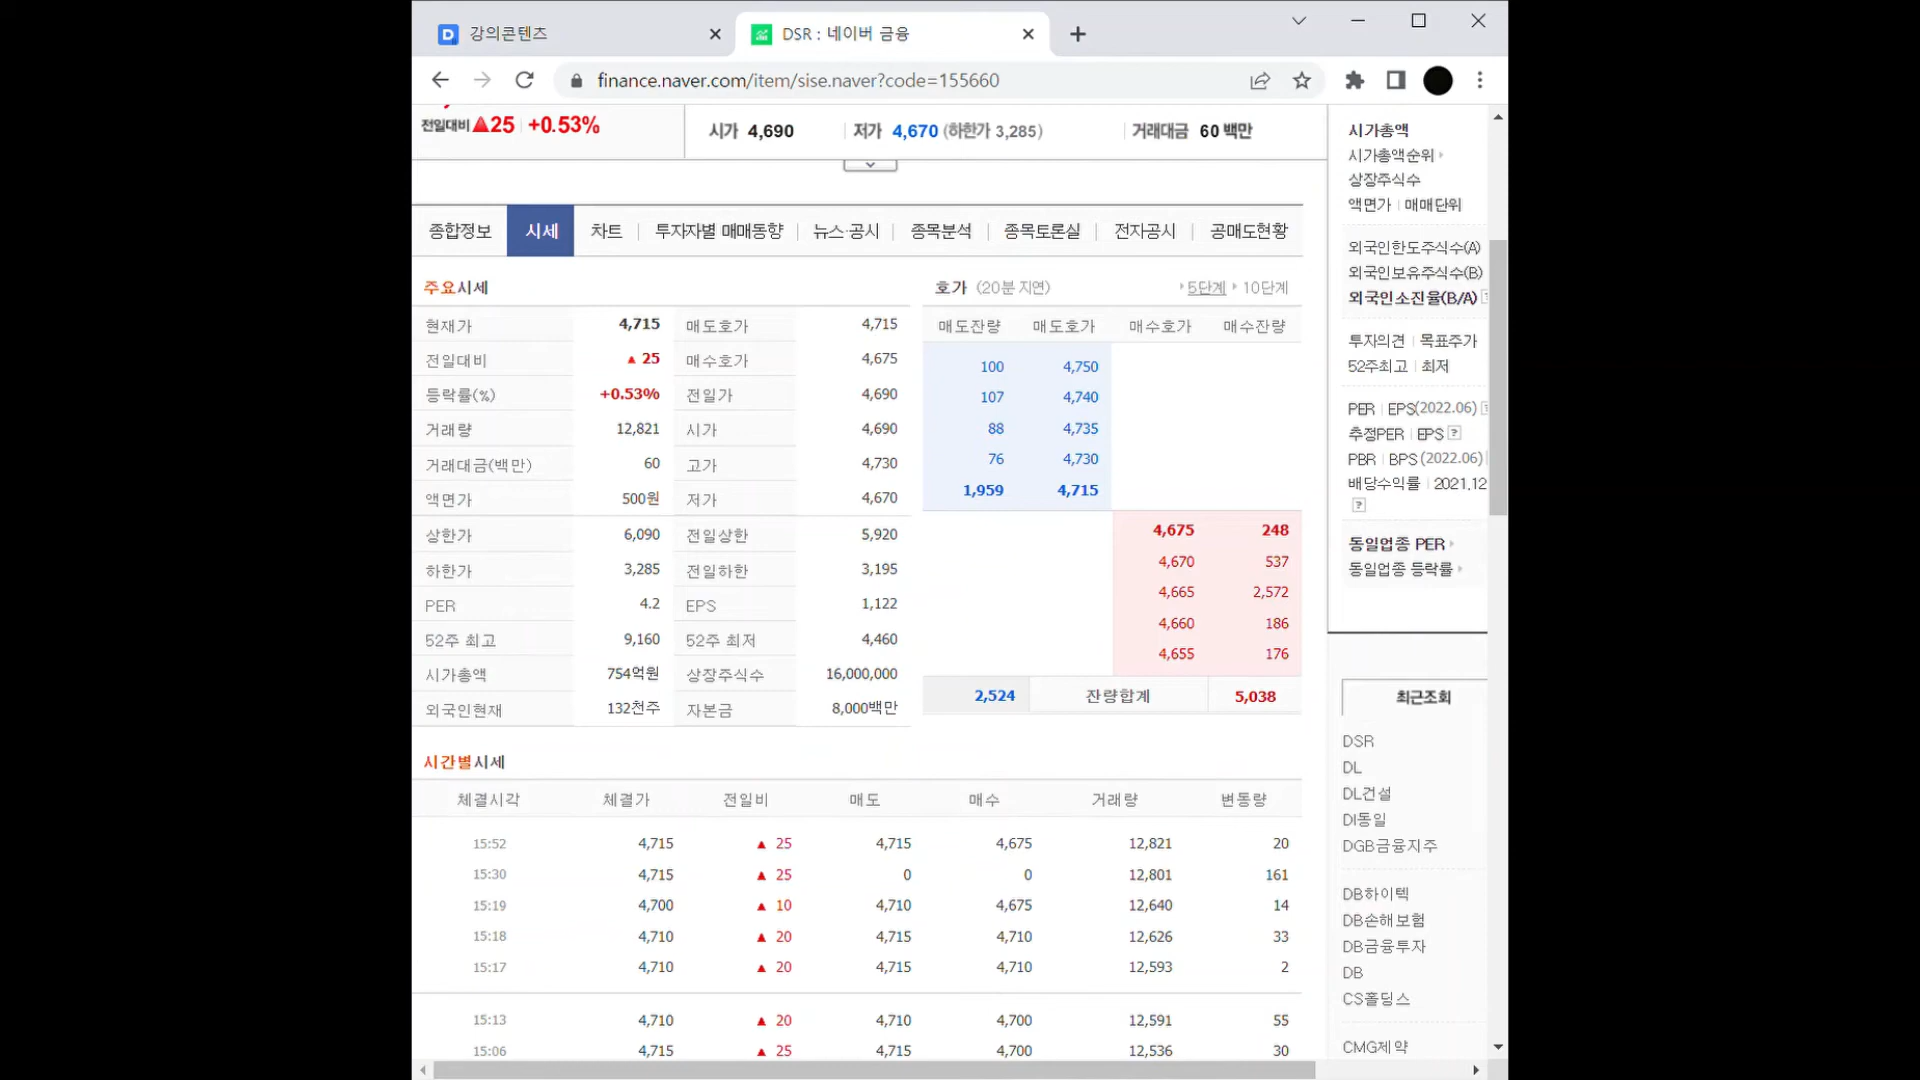 강의콘텐츠
DSR : 네이버 금융
finance.naver.com/item/sise.naver?code=155660
전일대비 ▲25 +0.53%
시가 4,690 저가 4,670 (하한가 3,285) 거래대금 60 백만
종합정보 시세 차트 투자자별 매매동향 뉴스·공시 종목분석 종목토론실 전자공시 공매도현황
주요시세
현재가 4,715 매도호가 4,715
전일대비 ▲ 25 매수호가 4,675
등락률(%) +0.53% 전일가 4,690
거래량 12,821 시가 4,690
거래대금(백만) 60 고가 4,730
액면가 500원 저가 4,670
상한가 6,090 전일상한 5,920
하한가 3,285 전일하한 3,195
PER 4.2 EPS 1,122
52주 최고 9,160 52주 최저 4,460
시가총액 754억원 상장주식수 16,000,000
외국인현재 132천주 자본금 8,000백만
호가 (20분 지연) 5단계 10단계
매도잔량 매도호가 매수호가 매수잔량
100 4,750
107 4,740
88 4,735
76 4,730
1,959 4,715
4,675 248
4,670 537
4,665 2,572
4,660 186
4,655 176
2,524 잔량합계 5,038
시간별시세
체결시각 체결가 전일비 매도 매수 거래량 변동량
15:52 4,715 ▲ 25 4,715 4,675 12,821 20
15:30 4,715 ▲ 25 0 0 12,801 161
15:19 4,700 ▲ 10 4,710 4,675 12,640 14
15:18 4,710 ▲ 20 4,715 4,710 12,626 33
15:17 4,710 ▲ 20 4,715 4,710 12,593 2
15:13 4,710 ▲ 20 4,710 4,700 12,591 55
15:06 4,715 ▲ 25 4,715 4,700 12,536 30
시가총액
시가총액순위
상장주식수
액면가 | 매매단위
외국인한도주식수(A)
외국인보유주식수(B)
외국인소진율(B/A) ?
투자의견 | 목표주가
52주최고 | 최저
PER | EPS(2022.06) ?
추정PER | EPS ?
PBR | BPS (2022.06)
배당수익률 | 2021.12
?
동일업종 PER
동일업종 등락률
최근조회
DSR
DL
DL건설
DI동일
DGB금융지주
DB하이텍
DB손해보험
DB금융투자
DB
CS홀딩스
CMG제약